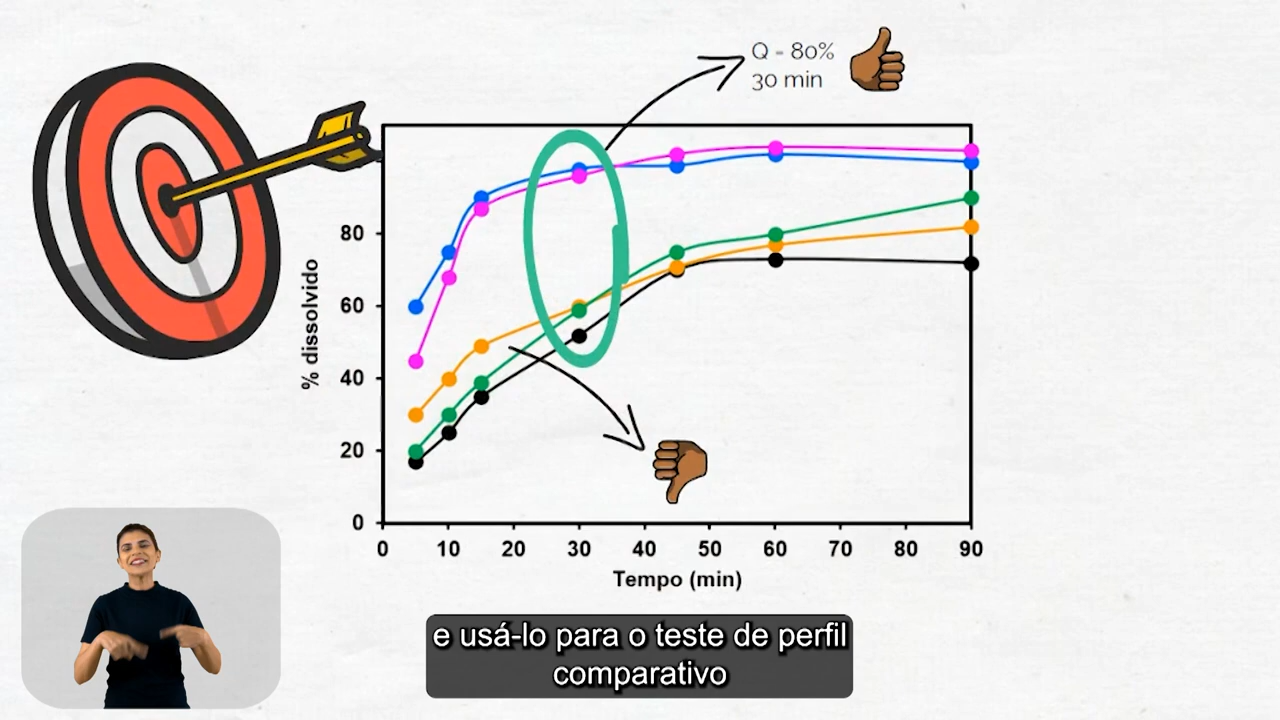 Q - 80%
30 min
80
60
40
20
0
% dissolvido
0 10 20 30 40 50 60 70 80 90
Tempo (min)
e usá-lo para o teste de perfil
comparativo